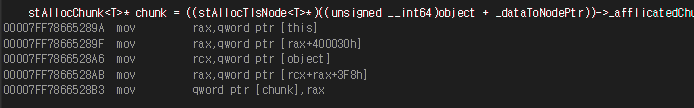 stAllocChunk<T>* chunk = ((stAllocTlsNode<T>*)((unsigned __int64)object + _dataToNodePtr))->_afflicatedChu
00007FF78665289A mov rax,qword ptr [this]
00007FF78665289F mov rax,qword ptr [rax+400030h]
00007FF7866528A6 mov rcx,qword ptr [object]
00007FF7866528AB mov rax,qword ptr [rcx+rax+3F8h]
00007FF7866528B3 mov qword ptr [chunk],rax